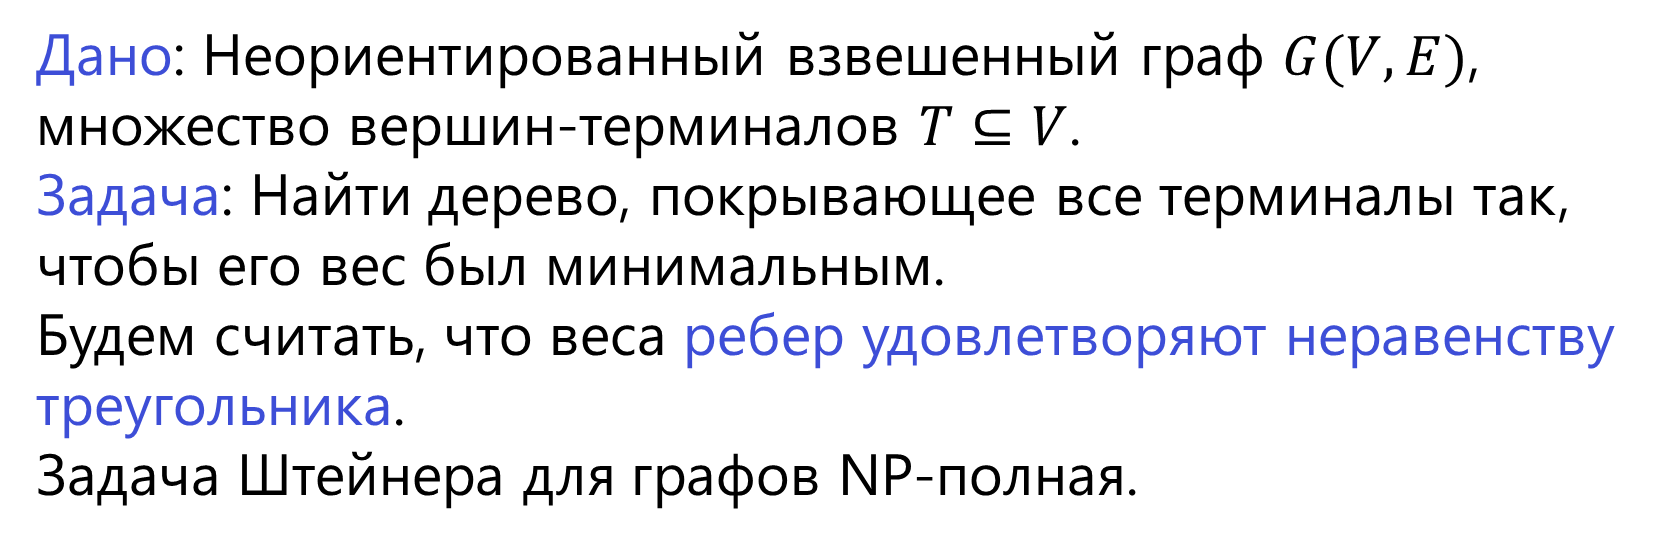 Дано: Неориентированный взвешенный граф G(V, E),
множество вершин-терминалов T ⊆ V.
Задача: Найти дерево, покрывающее все терминалы так,
чтобы его вес был минимальным.
Будем считать, что веса ребер удовлетворяют неравенству
треугольника.
Задача Штейнера для графов NP-полная.